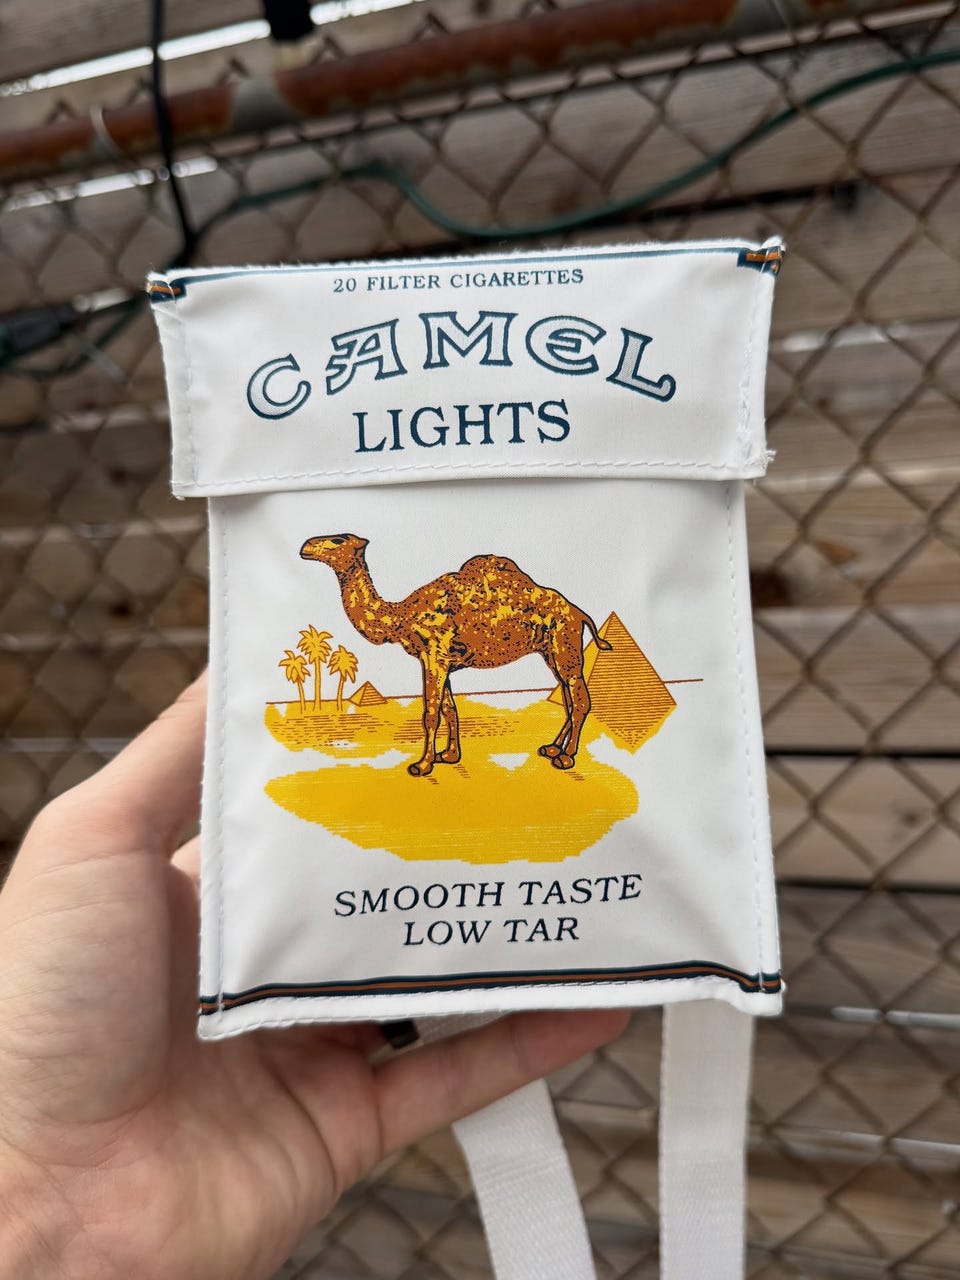 20 FILTER CIGARETTES
CAMEL
LIGHTS
SMOOTH TASTE
LOW TAR